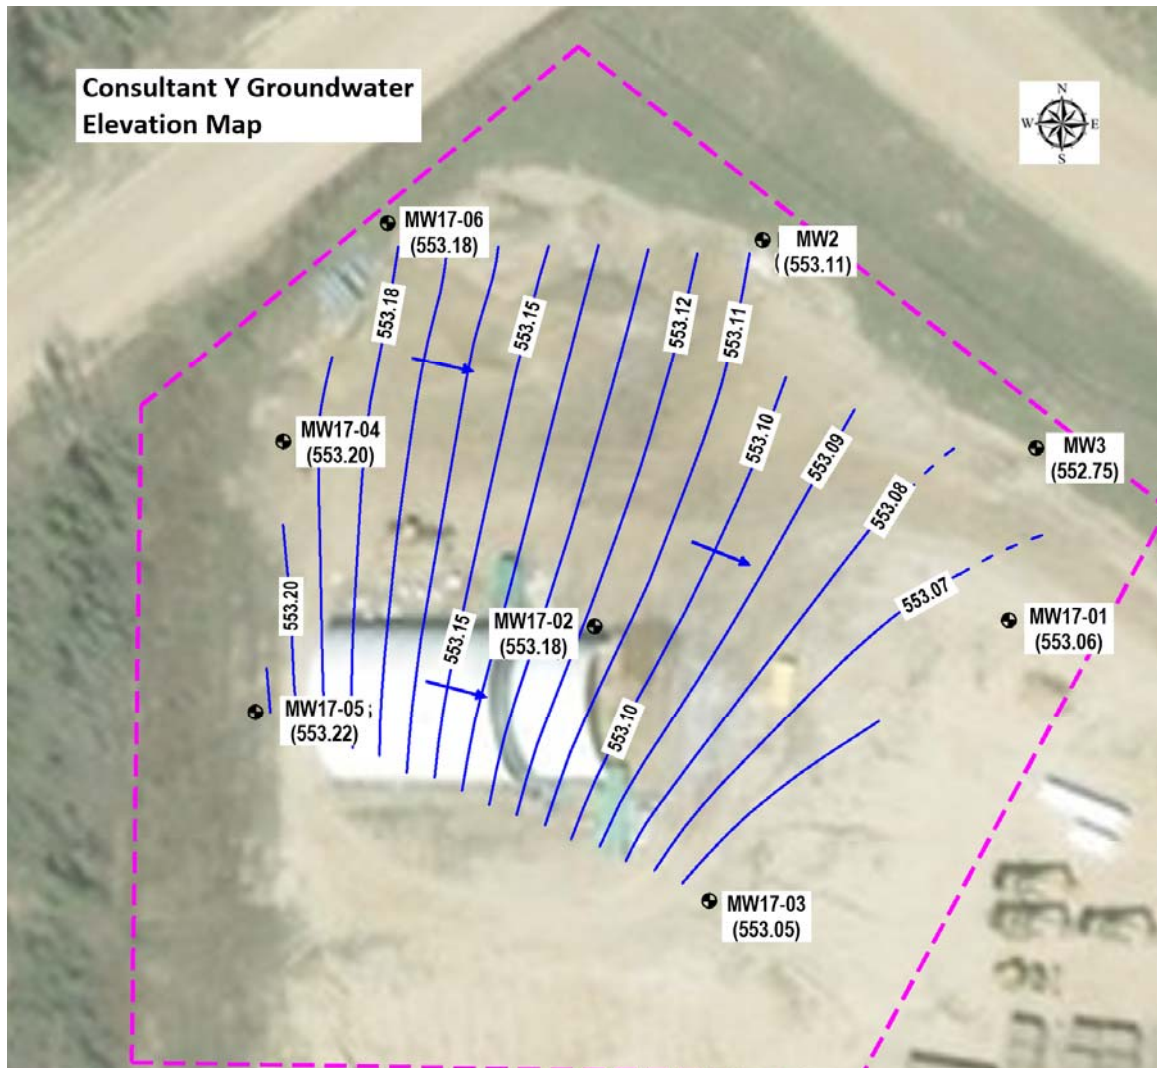 Consultant Y Groundwater
Elevation Map
N
W E
S
MW17-06
(553.18)
MW2
(553.11)
553.18
553.15
553.12
553.11
MW17-04
(553.20)
553.10
553.09
MW3
(552.75)
553.08
553.20
553.15
MW17-02
(553.18)
553.07
MW17-01
(553.06)
MW17-05 ;
(553.22)
553.10
MW17-03
(553.05)